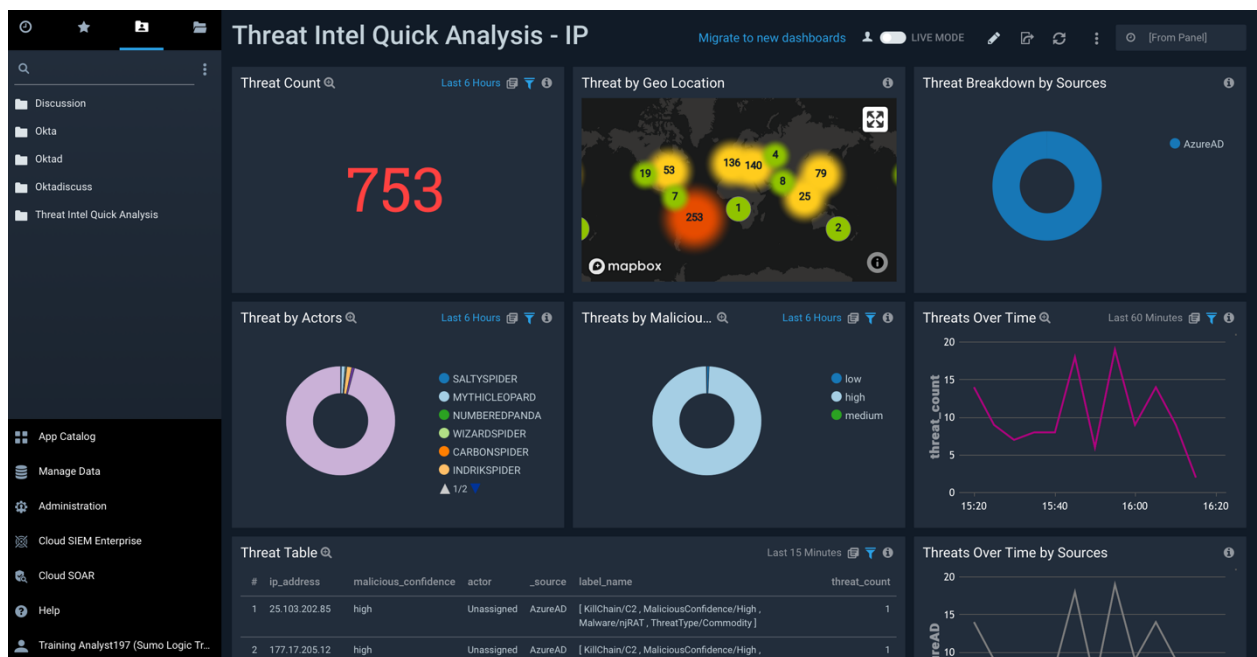 Threat Intel Quick Analysis - IP
Migrate to new dashboards
LIVE MODE
[From Panel]
Discussion
Okta
Oktad
Oktadiscuss
Threat Intel Quick Analysis
App Catalog
Manage Data
Administration
Cloud SIEM Enterprise
Cloud SOAR
Help
Training Analyst197 (Sumo Logic Tr...
Threat Count
Last 6 Hours
753
Threat by Geo Location
19
53
136
140
4
79
8
25
7
253
1
2
mapbox
Threat Breakdown by Sources
AzureAD
Threat by Actors
Last 6 Hours
SALTYSPIDER
MYTHICLEOPARD
NUMBEREDPANDA
WIZARDSPIDER
CARBONSPIDER
INDRIKSPIDER
1/2
Threats by Maliciou...
Last 6 Hours
low
high
medium
Threats Over Time
Last 60 Minutes
threat_count
20
15
10
5
0
15:20
15:40
16:00
16:20
Threat Table
Last 15 Minutes
# ip_address malicious_confidence actor _source label_name threat_count
1 25.103.202.85 high Unassigned AzureAD [ KillChain/C2 , MaliciousConfidence/High , 1
Malware/njRAT , ThreatType/Commodity ]
2 177.17.205.12 high Unassigned AzureAD [ KillChain/C2 , MaliciousConfidence/High , 1
Threats Over Time by Sources
20
15
10
reAD